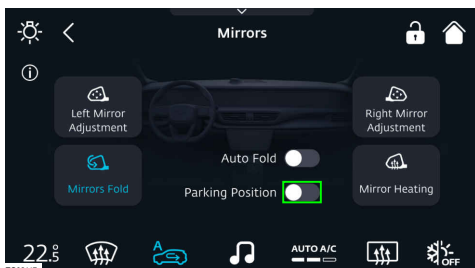 Mirrors
Left Mirror
Adjustment
Right Mirror
Adjustment
Auto Fold
Mirrors Fold
Parking Position
Mirror Heating
22.5
A
AUTO A/C
OFF